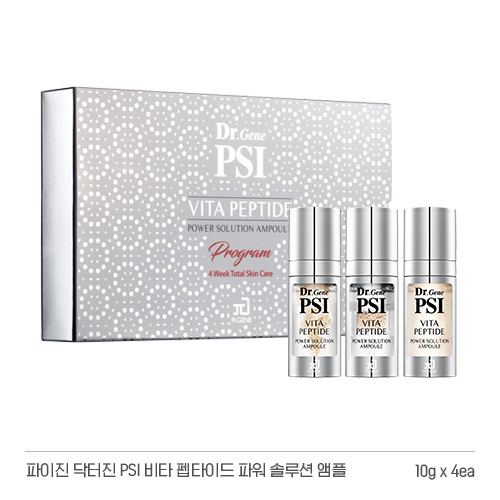 Dr.Gene
PSI
VITA PEPTIDE
POWER SOLUTION AMPOUL
Program
4 Week Total Skin Care
PIGENE
Dr.Gene
PSI
VITA
PEPTIDE
POWER SOLUTION
AMPOULE
Dr.Gene
PSI
VITA
PEPTIDE
POWER SOLUTION
AMPOULE
Dr.Gene
PSI
VITA
PEPTIDE
POWER SOLUTION
AMPOULE
파이진 닥터진 PSI 비타 펩타이드 파워 솔루션 앰플 10g x 4ea